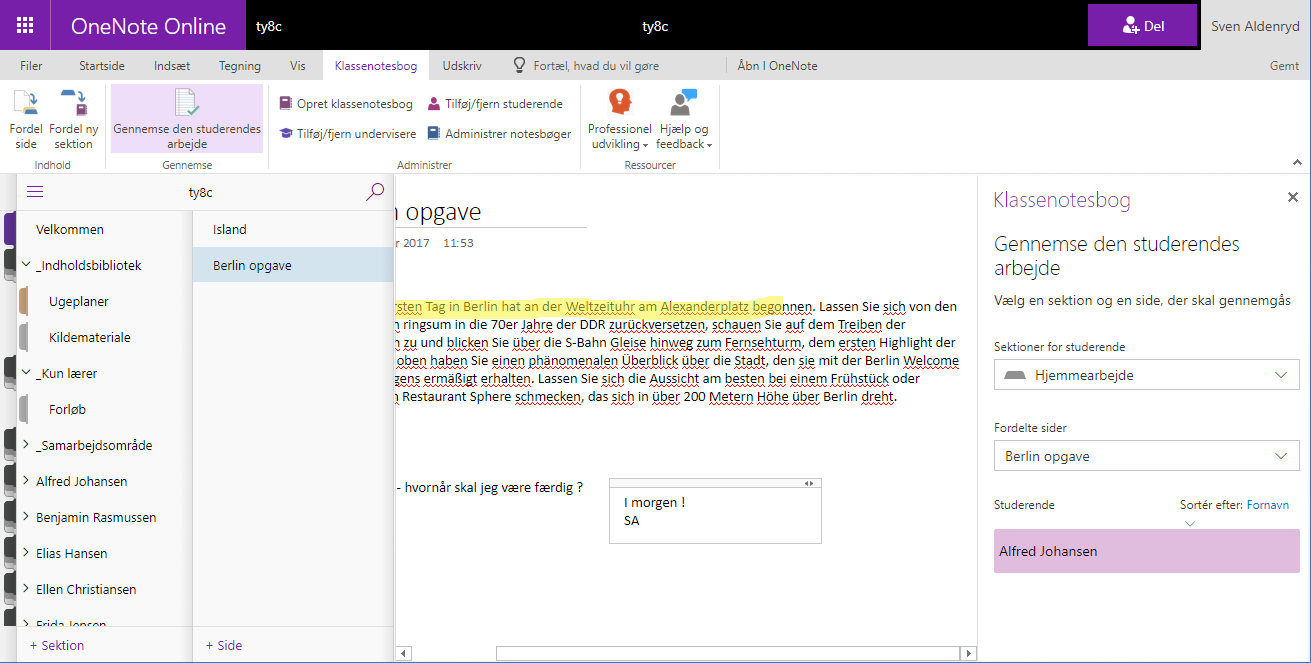 OneNote Online
ty8c
ty8c
Del
Sven Aldenryd
Filer
Startside
Indsæt
Tegning
Vis
Klassenotesbog
Udskriv
Fortæl, hvad du vil gøre
Åbn I OneNote
Gemt
Fordel
side
Fordel ny
sektion
Indhold
Gennemse den studerendes
arbejde
Gennemse
Opret klassenotesbog
Tilføj/fjern studerende
Tilføj/fjern undervisere
Administrer notesbøger
Administrer
Professionel
udvikling
Hjælp og
feedback
Ressourcer
ty8c
Velkommen
_Indholdsbibliotek
Ugeplaner
Kildemateriale
_Kun lærer
Forløb
_Samarbejdsområde
Alfred Johansen
Benjamin Rasmussen
Elias Hansen
Ellen Christiansen
Frida Jensen
+ Sektion
Island
Berlin opgave
+ Side
opgave
2017 11:53
Tag in Berlin hat an der Weltzeituhr am Alexanderplatz begonnen. Lassen Sie sich von den
ringsum in die 70er Jahre der DDR zurückversetzen, schauen Sie auf dem Treiben der
zu und blicken Sie über die S-Bahn Gleise hinweg zum Fernsehturm, dem ersten Highlight der
oben haben Sie einen phänomenalen Überblick über die Stadt, den sie mit der Berlin Welcome
ermäßigt erhalten. Lassen Sie sich die Aussicht am besten bei einem Frühstück oder
Restaurant Sphere schmecken, das sich in über 200 Metern Höhe über Berlin dreht.
- hvornår skal jeg være færdig ?
I morgen !
SA
Klassenotesbog
Gennemse den studerendes
arbejde
Vælg en sektion og en side, der skal gennemgås
Sektioner for studerende
Hjemmearbejde
Fordelte sider
Berlin opgave
Studerende
Sortér efter: Fornavn
Alfred Johansen